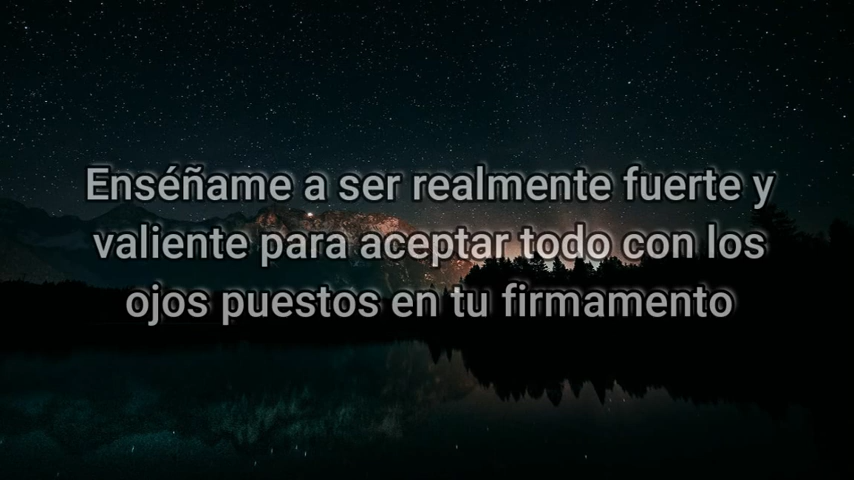 Enséñame a ser realmente fuerte y
valiente para aceptar todo con los
ojos puestos en tu firmamento